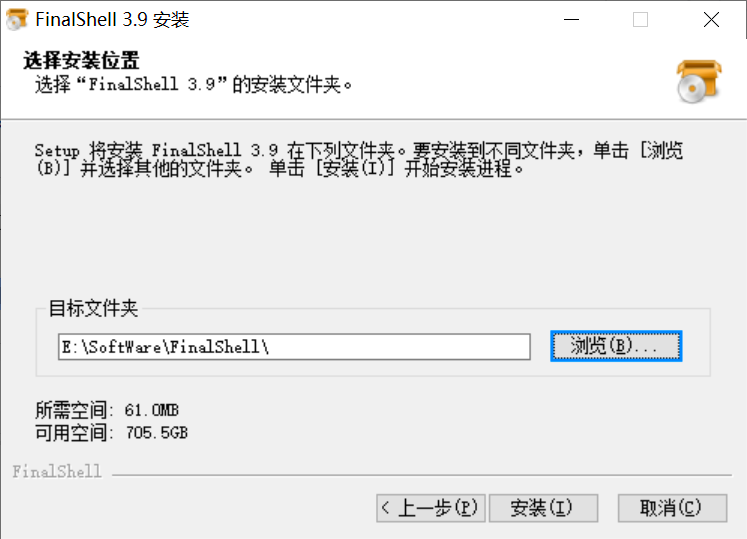 FinalShell 3.9 安装
选择安装位置
选择“FinalShell 3.9”的安装文件夹。
Setup 将安装 FinalShell 3.9 在下列文件夹。要安装到不同文件夹，单击 [浏览
(B)] 并选择其他的文件夹。 单击 [安装(I)] 开始安装进程。
目标文件夹
E:\SoftWare\FinalShell\
浏览(B)...
所需空间: 61.0MB
可用空间: 705.5GB
FinalShell
< 上一步(P)
安装(I)
取消(C)